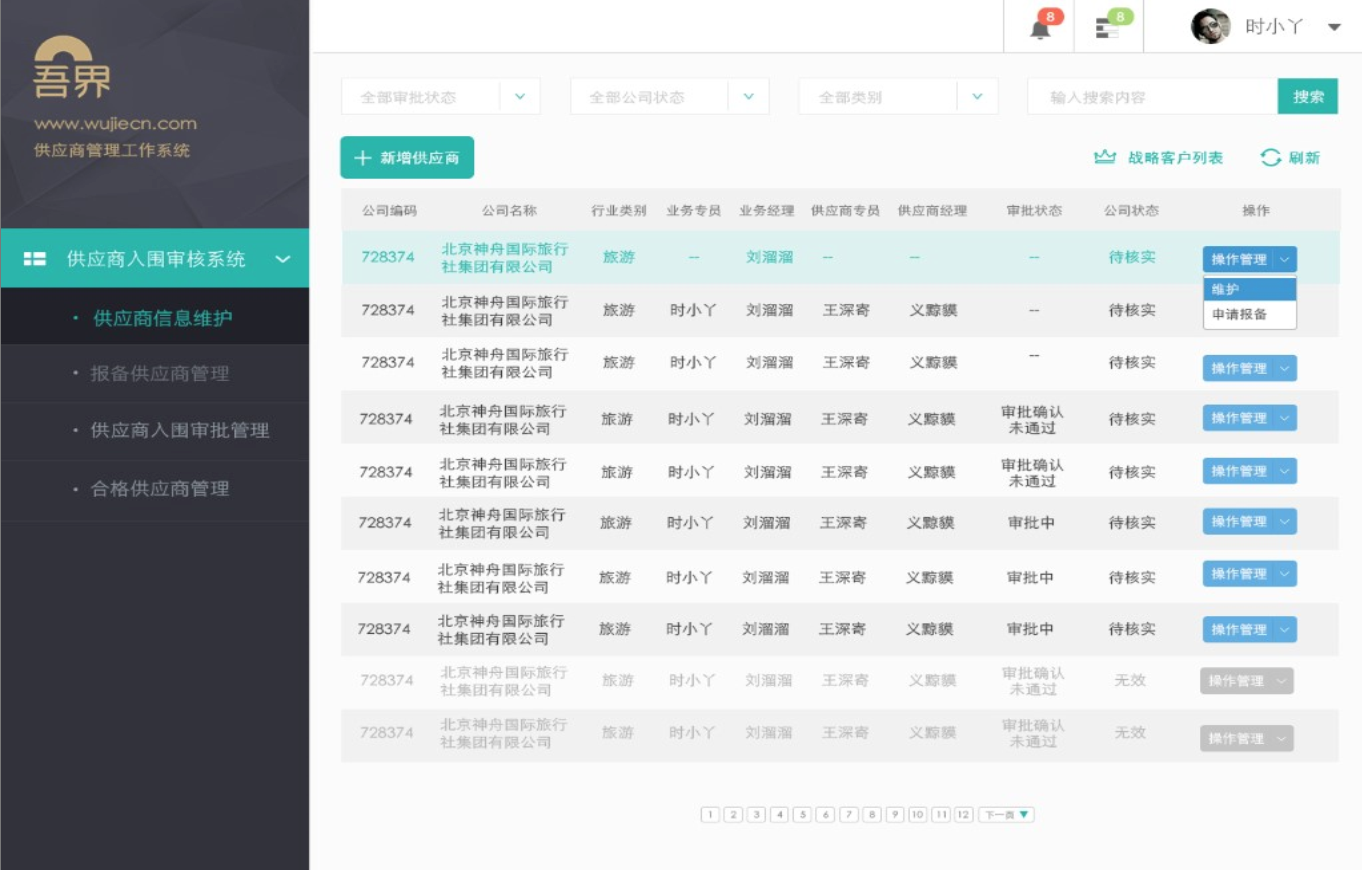 吾界
www.wujiecn.com
供应商管理工作系统
供应商入围审核系统
· 供应商信息维护
· 报备供应商管理
· 供应商入围审批管理
· 合格供应商管理
8
8
时小丫
全部审批状态
全部公司状态
全部类别
输入搜索内容
搜索
新增供应商
战略客户列表
刷新
公司编码 公司名称 行业类别 业务专员 业务经理 供应商专员 供应商经理 审批状态 公司状态 操作
728374 北京神舟国际旅行 旅游 -- 刘溜溜 -- -- -- 待核实 操作管理
社集团有限公司
维护
申请报备
728374 北京神舟国际旅行 旅游 时小丫 刘溜溜 王深寄 义黥貘 -- 待核实
社集团有限公司
728374 北京神舟国际旅行 旅游 时小丫 刘溜溜 王深寄 义黥貘 -- 待核实 操作管理
社集团有限公司
728374 北京神舟国际旅行 旅游 时小丫 刘溜溜 王深寄 义黥貘 审批确认 待核实 操作管理
社集团有限公司 未通过
728374 北京神舟国际旅行 旅游 时小丫 刘溜溜 王深寄 义黥貘 审批确认 待核实 操作管理
社集团有限公司 未通过
728374 北京神舟国际旅行 旅游 时小丫 刘溜溜 王深寄 义黥貘 审批中 待核实 操作管理
社集团有限公司
728374 北京神舟国际旅行 旅游 时小丫 刘溜溜 王深寄 义黥貘 审批中 待核实 操作管理
社集团有限公司
728374 北京神舟国际旅行 旅游 时小丫 刘溜溜 王深寄 义黥貘 审批中 待核实 操作管理
社集团有限公司
728374 北京神舟国际旅行 旅游 时小丫 刘溜溜 王深寄 义黥貘 审批确认 无效 操作管理
社集团有限公司 未通过
728374 北京神舟国际旅行 旅游 时小丫 刘溜溜 王深寄 义黥貘 审批确认 无效 操作管理
社集团有限公司 未通过
1 2 3 4 5 6 7 8 9 10 11 12 下一页